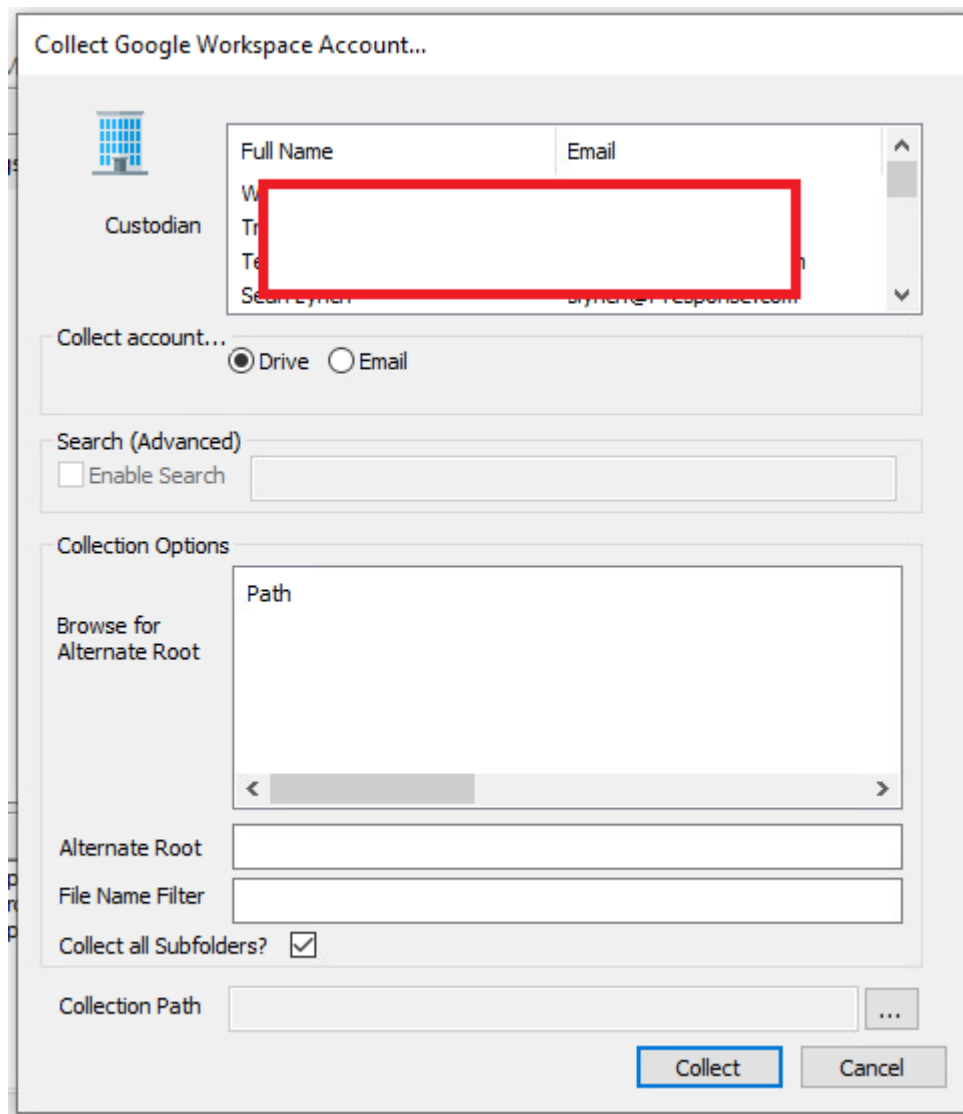 Collect Google Workspace Account...
Full Name Email
Custodian
Collect account...
Drive Email
Search (Advanced)
Enable Search
Collection Options
Path
Browse for
Alternate Root
Alternate Root
File Name Filter
Collect all Subfolders?
Collection Path ...
Collect Cancel